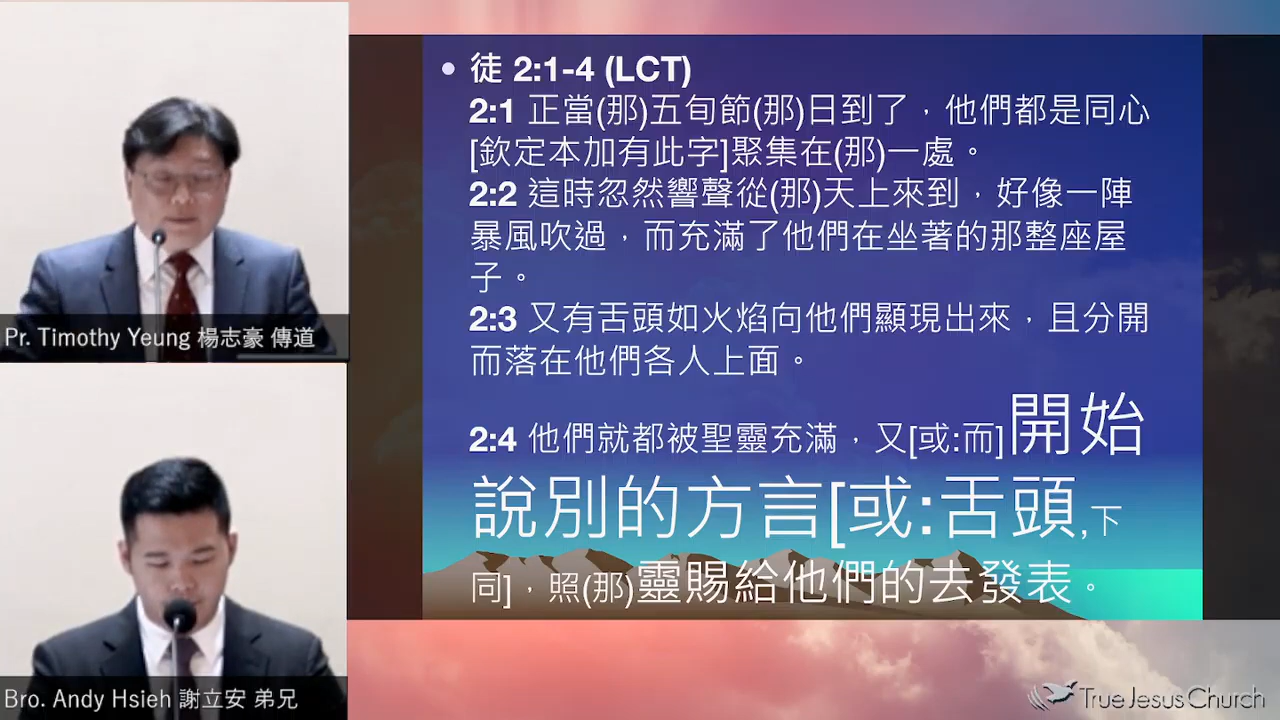 • 徒 2:1-4 (LCT)
2:1 正當(那)五旬節(那)日到了，他們都是同心
[欽定本加有此字]聚集在(那)一處。
2:2 這時忽然響聲從(那)天上來到，好像一陣
暴風吹過，而充滿了他們在坐著的那整座屋
子。
2:3 又有舌頭如火焰向他們顯現出來，且分開
而落在他們各人上面。
2:4 他們就都被聖靈充滿，又[或:而]開始
說別的方言[或:舌頭,下
同]，照(那)靈賜給他們的去發表。
Pr. Timothy Yeung 楊志豪 傳道
Bro. Andy Hsieh 謝立安 弟兄
True Jesus Church